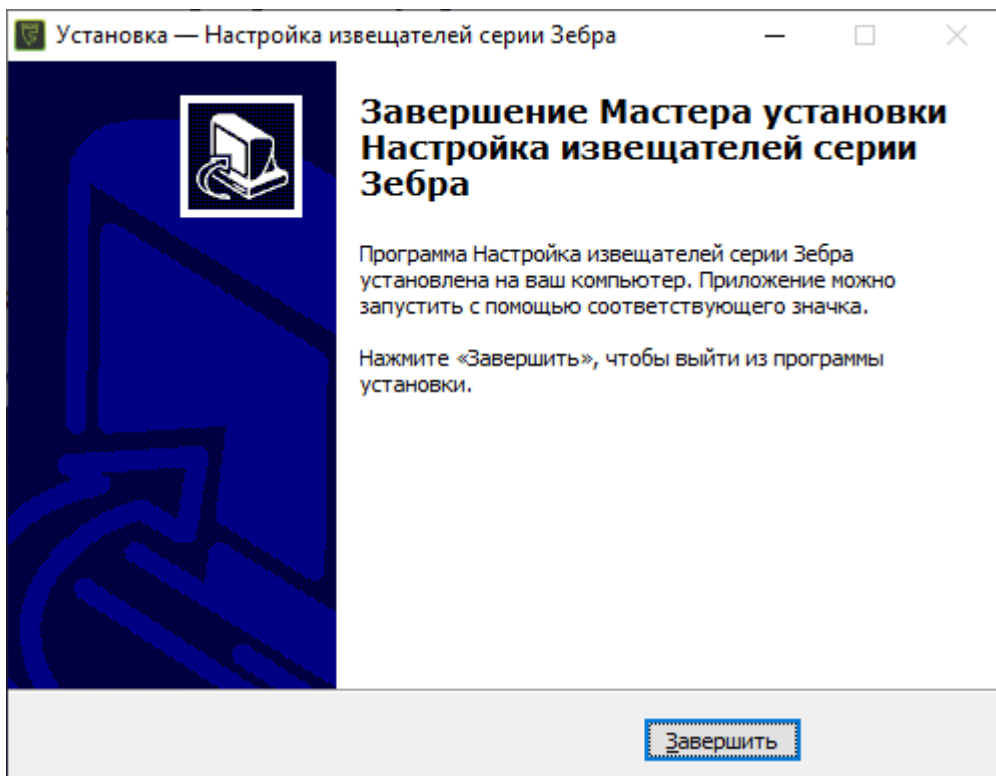 Установка — Настройка извещателей серии Зебра
Завершение Мастера установки
Настройка извещателей серии
Зебра
Программа Настройка извещателей серии Зебра
установлена на ваш компьютер. Приложение можно
запустить с помощью соответствующего значка.
Нажмите «Завершить», чтобы выйти из программы
установки.
Завершить